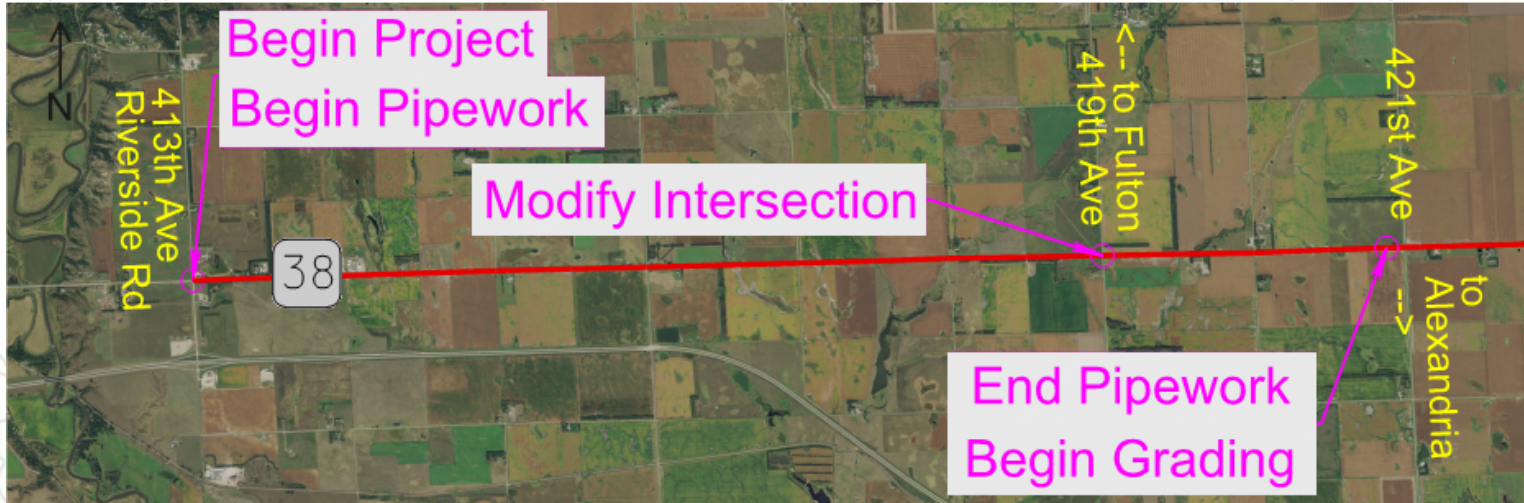 Begin Project
Begin Pipework
N
413th Ave
Riverside Rd
38
Modify Intersection
<-- to Fulton
419th Ave
421st Ave
to
Alexandria
-->
End Pipework
Begin Grading